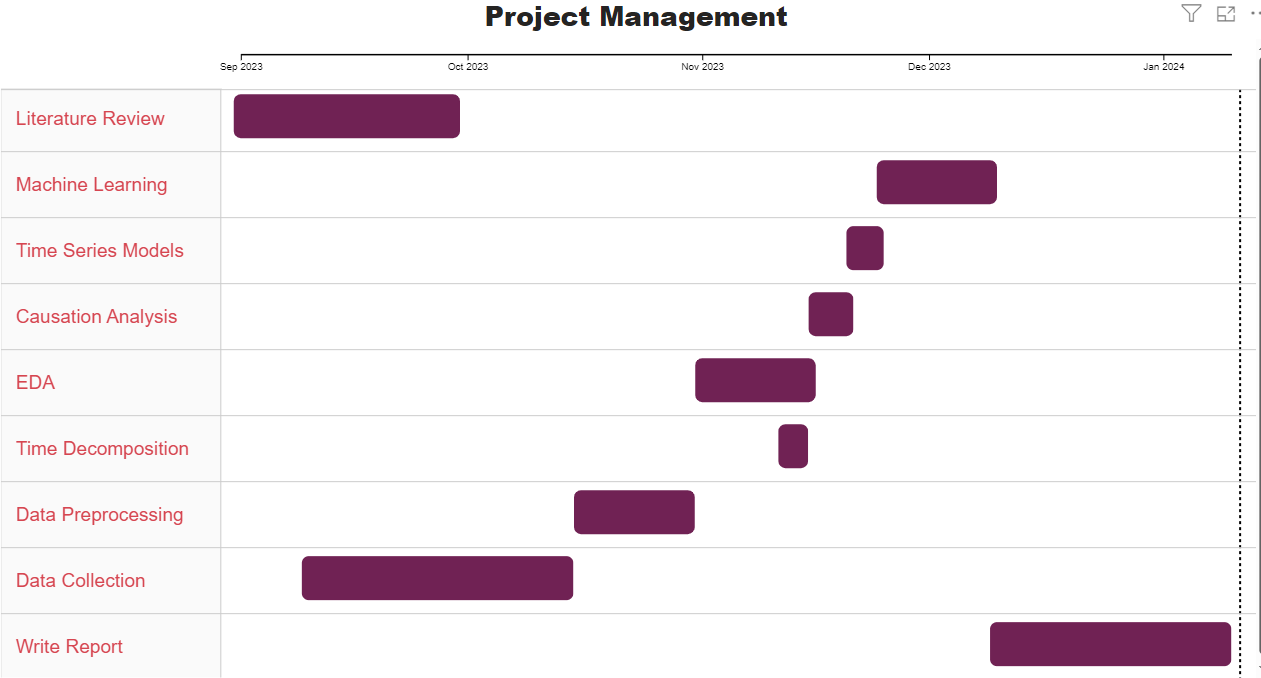 Project Management
Sep 2023 Oct 2023 Nov 2023 Dec 2023 Jan 2024
Literature Review
Machine Learning
Time Series Models
Causation Analysis
EDA
Time Decomposition
Data Preprocessing
Data Collection
Write Report